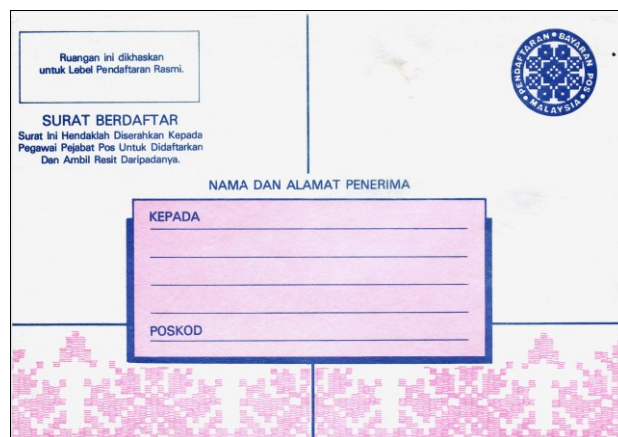 Ruangan ini dikhaskan
untuk Lebel Pendaftaran Rasmi.
SURAT BERDAFTAR
Surat Ini Hendaklah Diserahkan Kepada
Pegawai Pejabat Pos Untuk Didaftarkan
Dan Ambil Resit Daripadanya.
PENDAFTARAN • BAYARAN POS • MALAYSIA •
NAMA DAN ALAMAT PENERIMA
KEPADA
POSKOD